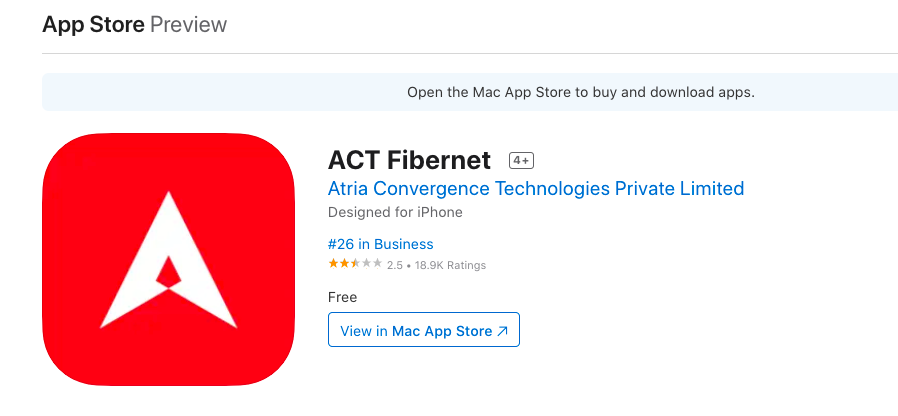 App Store Preview
Open the Mac App Store to buy and download apps.
ACT Fibernet 4+
Atria Convergence Technologies Private Limited
Designed for iPhone
#26 in Business
2.5 • 18.9K Ratings
Free
View in Mac App Store ↗